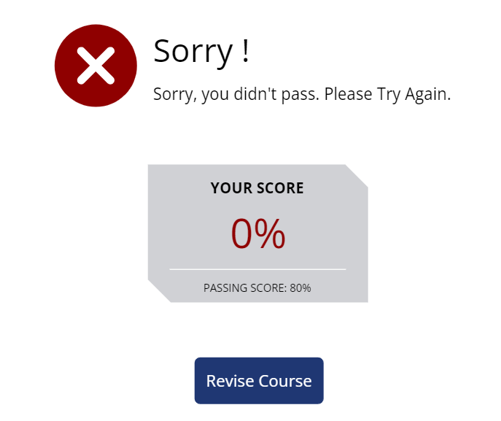 Sorry !
Sorry, you didn't pass. Please Try Again.
YOUR SCORE
0%
PASSING SCORE: 80%
Revise Course